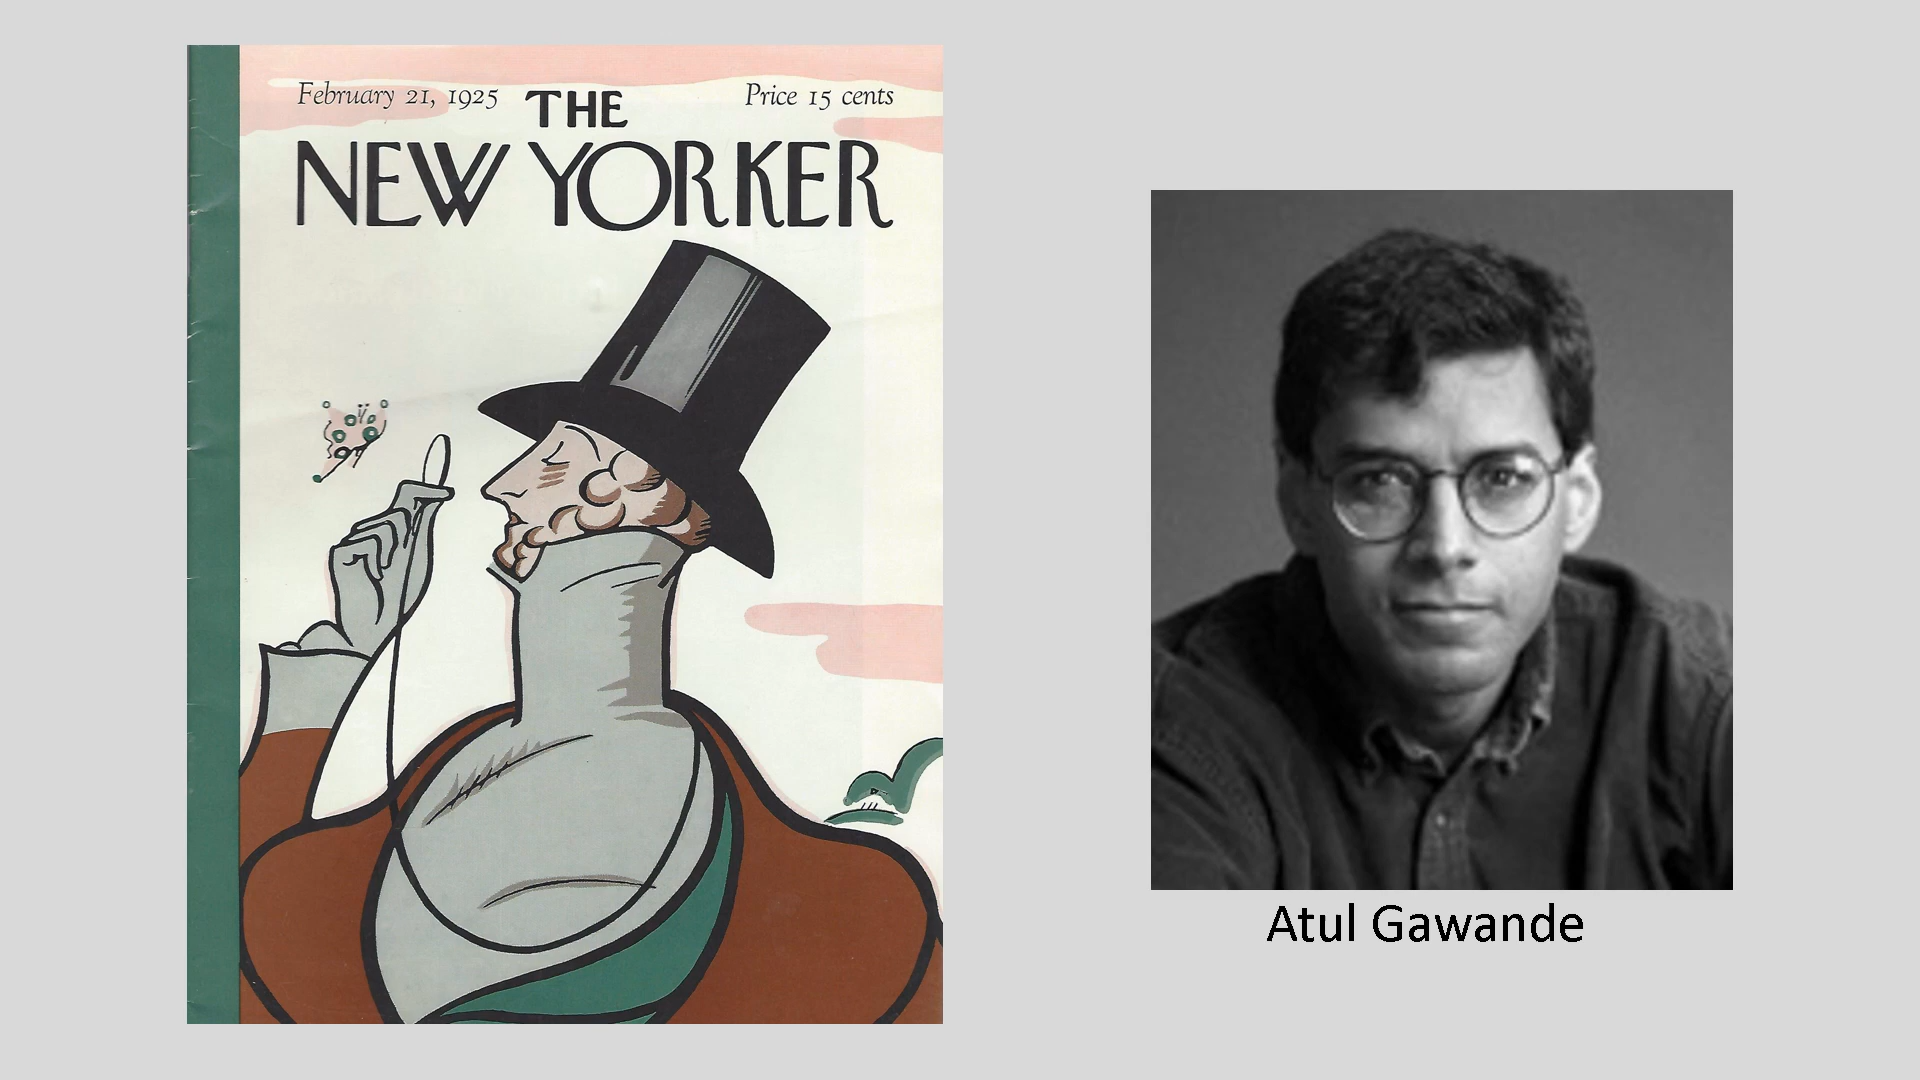 February 21, 1925
THE
Price 15 cents
NEW YORKER
Atul Gawande